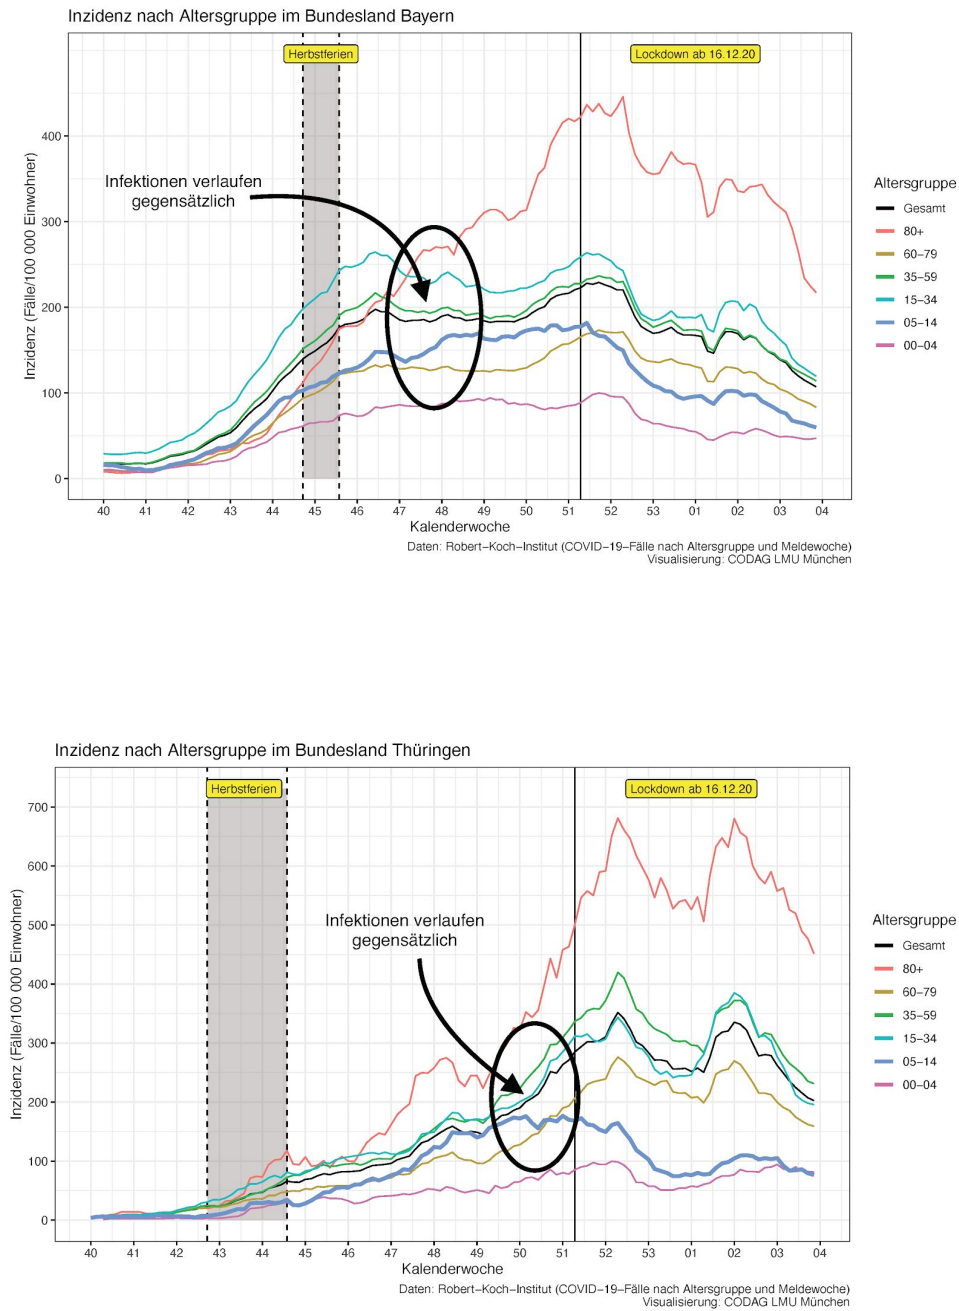 Inzidenz nach Altersgruppe im Bundesland Bayern
Herbstferien
Lockdown ab 16.12.20
Infektionen verlaufen
gegensätzlich
Inzidenz (Fälle/100 000 Einwohner)
400
300
200
100
0
40 41 42 43 44 45 46 47 48 49 50 51 52 53 01 02 03 04
Kalenderwoche
Altersgruppe
Gesamt
80+
60–79
35–59
15–34
05–14
00–04
Daten: Robert–Koch–Institut (COVID–19–Fälle nach Altersgruppe und Meldewoche)
Visualisierung: CODAG LMU München
Inzidenz nach Altersgruppe im Bundesland Thüringen
Herbstferien
Lockdown ab 16.12.20
Infektionen verlaufen
gegensätzlich
Inzidenz (Fälle/100 000 Einwohner)
700
600
500
400
300
200
100
0
40 41 42 43 44 45 46 47 48 49 50 51 52 53 01 02 03 04
Kalenderwoche
Altersgruppe
Gesamt
80+
60–79
35–59
15–34
05–14
00–04
Daten: Robert–Koch–Institut (COVID–19–Fälle nach Altersgruppe und Meldewoche)
Visualisierung: CODAG LMU München